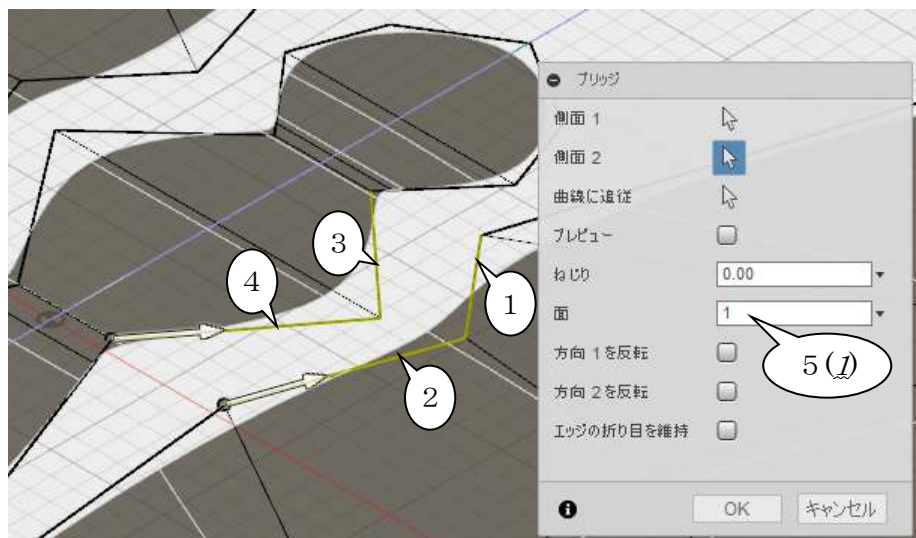 ブリッジ
側面 1
側面 2
曲線に追従
プレビュー
ねじり 0.00
面 1
方向 1 を反転
方向 2 を反転
エッジの折り目を維持
OK キャンセル
3
4
1
2
5(1)